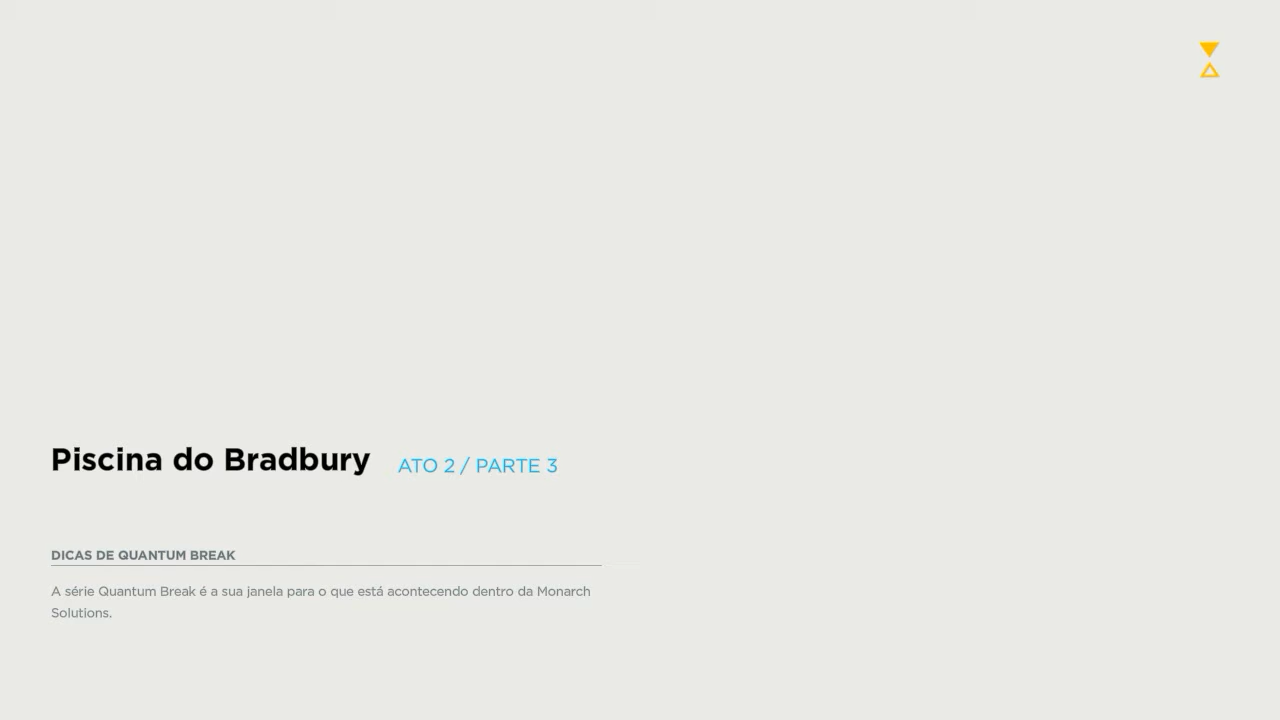 Piscina do Bradbury ATO 2 / PARTE 3
DICAS DE QUANTUM BREAK
A série Quantum Break é a sua janela para o que está acontecendo dentro da Monarch
Solutions.